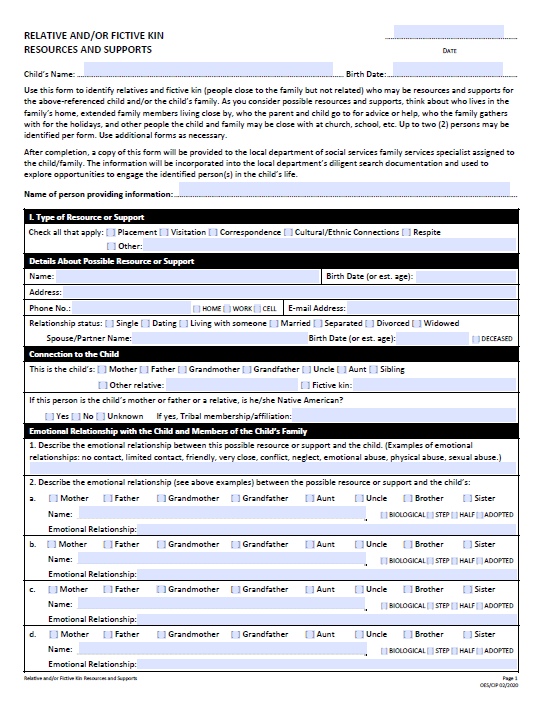 RELATIVE AND/OR FICTIVE KIN
RESOURCES AND SUPPORTS
DATE
Child's Name: Birth Date:
Use this form to identify relatives and fictive kin (people close to the family but not related) who may be resources and supports for
the above-referenced child and/or the child's family. As you consider possible resources and supports, think about who lives in the
family's home, extended family members living close by, who the parent and child go to for advice or help, who the family gathers
with for the holidays, and other people the child and family may be close with at church, school, etc. Up to two (2) persons may be
identified per form. Use additional forms as necessary.
After completion, a copy of this form will be provided to the local department of social services family services specialist assigned to
the child/family. The information will be incorporated into the local department's diligent search documentation and used to
explore opportunities to engage the identified person(s) in the child's life.
Name of person providing information:
I. Type of Resource or Support
Check all that apply: Placement Visitation Correspondence Cultural/Ethnic Connections Respite
Other:
Details About Possible Resource or Support
Name: Birth Date (or est. age):
Address:
Phone No.: HOME WORK CELL E-mail Address:
Relationship status: Single Dating Living with someone Married Separated Divorced Widowed
Spouse/Partner Name: Birth Date (or est. age): DECEASED
Connection to the Child
This is the child's: Mother Father Grandmother Grandfather Uncle Aunt Sibling
Other relative: Fictive kin:
If this person is the child's mother or father or a relative, is he/she Native American?
Yes No Unknown If yes, Tribal membership/affiliation:
Emotional Relationship with the Child and Members of the Child's Family
1. Describe the emotional relationship between this possible resource or support and the child. (Examples of emotional
relationships: no contact, limited contact, friendly, very close, conflict, neglect, emotional abuse, physical abuse, sexual abuse.)
2. Describe the emotional relationship (see above examples) between the possible resource or support and the child's:
a. Mother Father Grandmother Grandfather Aunt Uncle Brother Sister
Name: BIOLOGICAL STEP HALF ADOPTED
Emotional Relationship:
b. Mother Father Grandmother Grandfather Aunt Uncle Brother Sister
Name: BIOLOGICAL STEP HALF ADOPTED
Emotional Relationship:
c. Mother Father Grandmother Grandfather Aunt Uncle Brother Sister
Name: BIOLOGICAL STEP HALF ADOPTED
Emotional Relationship:
d. Mother Father Grandmother Grandfather Aunt Uncle Brother Sister
Name: BIOLOGICAL STEP HALF ADOPTED
Emotional Relationship:
Relative and/or Fictive Kin Resources and Supports Page 1
OES/CIP 02/2020